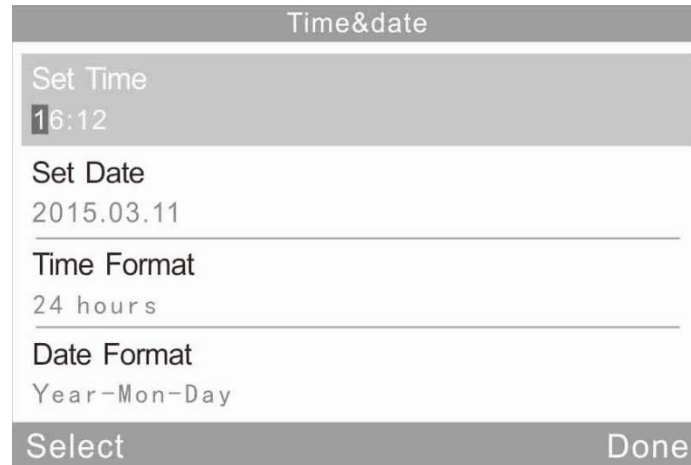 Time&date
Set Time
16:12
Set Date
2015.03.11
Time Format
24 hours
Date Format
Year-Mon-Day
Select Done